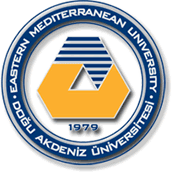 EASTERN MEDITERRANEAN UNIVERSITY
DOĞU AKDENİZ ÜNİVERSİTESİ
1979